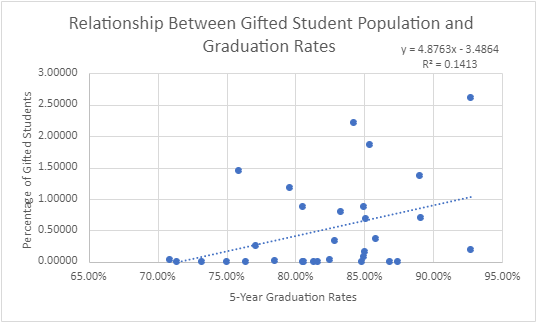 Relationship Between Gifted Student Population and
Graduation Rates
y = 4.8763x - 3.4864
R² = 0.1413
3.00000
2.50000
2.00000
1.50000
1.00000
0.50000
0.00000
Percentage of Gifted Students
65.00% 70.00% 75.00% 80.00% 85.00% 90.00% 95.00%
5-Year Graduation Rates